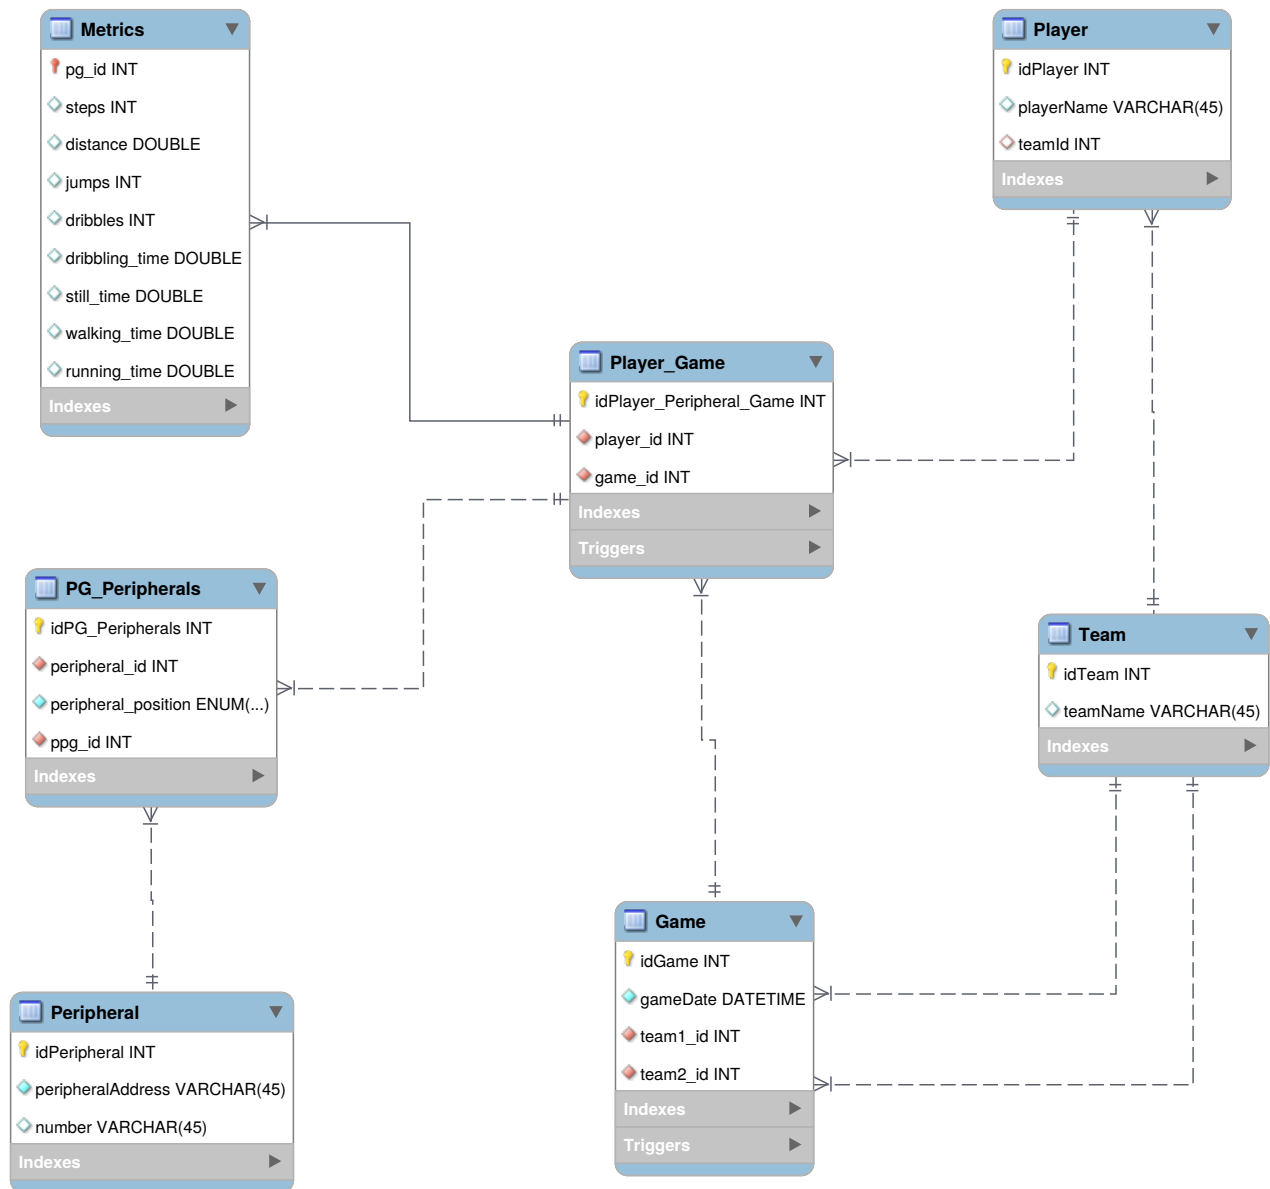 Metrics
pg_id INT
steps INT
distance DOUBLE
jumps INT
dribbles INT
dribbling_time DOUBLE
still_time DOUBLE
walking_time DOUBLE
running_time DOUBLE
Indexes
Player
idPlayer INT
playerName VARCHAR(45)
teamId INT
Indexes
Player_Game
idPlayer_Peripheral_Game INT
player_id INT
game_id INT
Indexes
Triggers
PG_Peripherals
idPG_Peripherals INT
peripheral_id INT
peripheral_position ENUM(...)
ppg_id INT
Indexes
Team
idTeam INT
teamName VARCHAR(45)
Indexes
Game
idGame INT
gameDate DATETIME
team1_id INT
team2_id INT
Indexes
Triggers
Peripheral
idPeripheral INT
peripheralAddress VARCHAR(45)
number VARCHAR(45)
Indexes